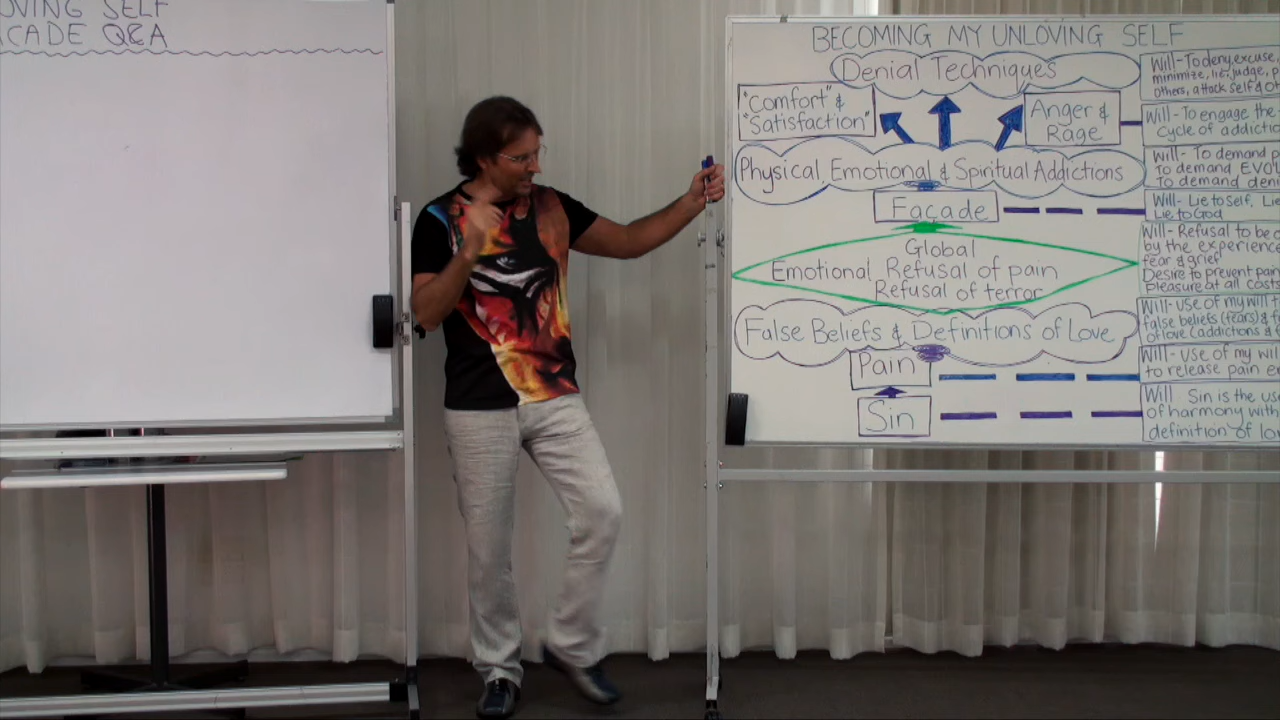 OVING SELF
ACADE Q&A
BECOMING MY UNLOVING SELF
Denial Techniques
"Comfort" &
"Satisfaction"
Anger &
Rage
Physical, Emotional & Spiritual Addictions
Façade
Global
Emotional Refusal of pain
Refusal of terror
False Beliefs & Definitions of Love
Pain
Sin
Will - To deny, excuse,
minimize, lie, judge, p
others, attack self & ot
Will - To engage the
cycle of addictio
Will - To demand p
To demand EVO
To demand deni
Will - Lie to self, Lie
Lie to God
Will - Refusal to be o
by the experience
fear & grief
Desire to prevent pain
Pleasure at all costs
Will - Use of my will t
false beliefs (fears) & f
of love (addictions & f
Will - Use of my wil
to release pain e
Will - Sin is the us
of harmony with
definition of lov